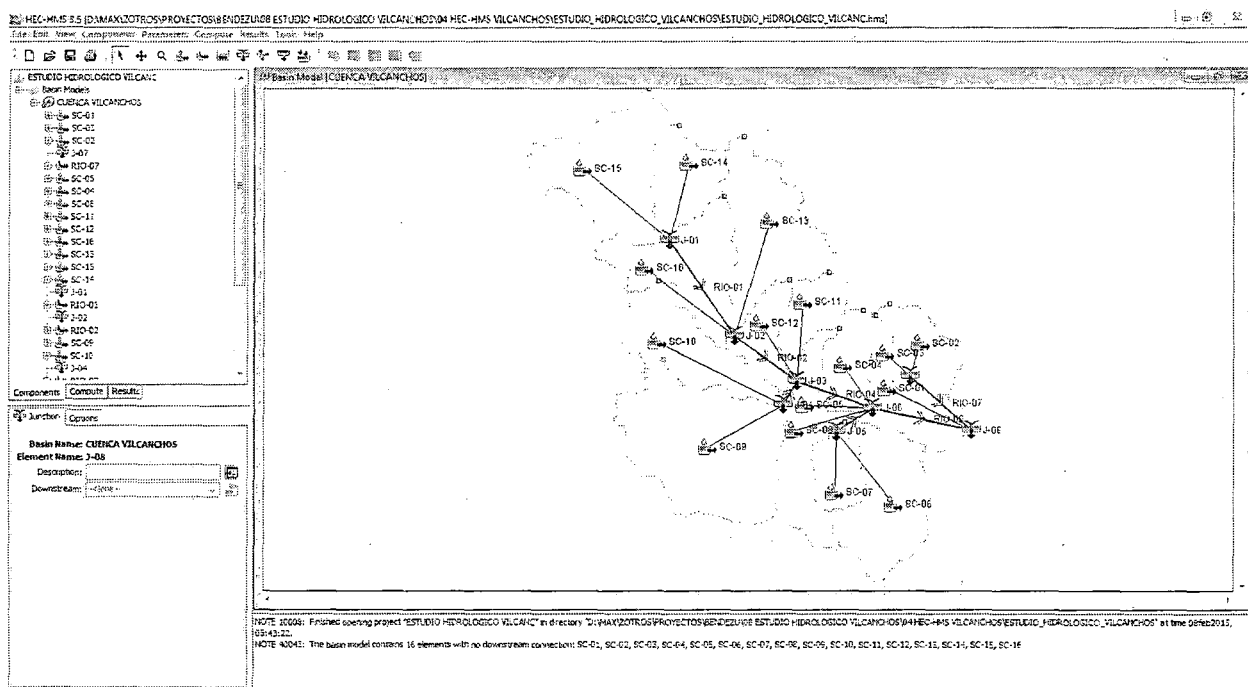 HEC-HMS 3.5 [D:\MAX\ZOTROS\PROYECTOS\BENDEZU\08 ESTUDIO HIDROLOGICO VILCANCHOS\04 HEC-HMS VILCANCHOS\ESTUDIO_HIDROLOGICO_VILCANCHOS\ESTUDIO_HIDROLOGICO_VILCANC.hms]
File Edit View Components Parameters Compute Results Tools Help
ESTUDIO HIDROLOGICO VILCANC
Basin Models
CUENCA VILCANCHOS
SC-01
SC-03
SC-02
J-07
RIO-07
SC-05
SC-04
SC-08
SC-11
SC-12
SC-16
SC-13
SC-15
SC-14
J-01
RIO-01
J-02
RIO-02
SC-09
SC-10
J-04
Components Compute Results
Junction Options
Basin Name: CUENCA VILCANCHOS
Element Name: J-08
Description:
Downstream: --None--
Basin Model [CUENCA VILCANCHOS]
SC-15
SC-14
SC-13
J-01
SC-16
RIO-01
SC-11
SC-12
J-02
SC-10
RIO-02
SC-02
SC-03
SC-04
J-03
SC-01
RIO-04
RIO-07
SC-05
J-06
SC-08
J-05
SC-09
SC-07
SC-06
NOTE 10008: Finished opening project "ESTUDIO HIDROLOGICO VILCANC" in directory "D:\MAX\ZOTROS\PROYECTOS\BENDEZU\08 ESTUDIO HIDROLOGICO VILCANCHOS\04 HEC-HMS VILCANCHOS\ESTUDIO_HIDROLOGICO_VILCANCHOS" at time 09feb2015,
05:43:22.
NOTE 40043: The basin model contains 16 elements with no downstream connection: SC-01, SC-02, SC-03, SC-04, SC-05, SC-06, SC-07, SC-08, SC-09, SC-10, SC-11, SC-12, SC-13, SC-14, SC-15, SC-16